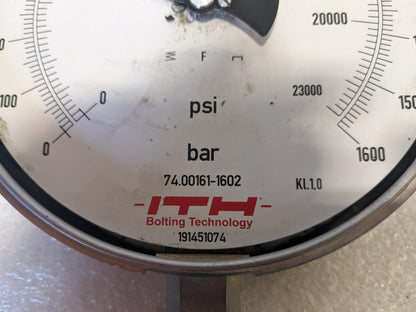 20000
W F E
100
0
23000
150
psi
0
bar
1600
74.00161-1602
Kl.1.0
-ITH-
Bolting Technology
191451074